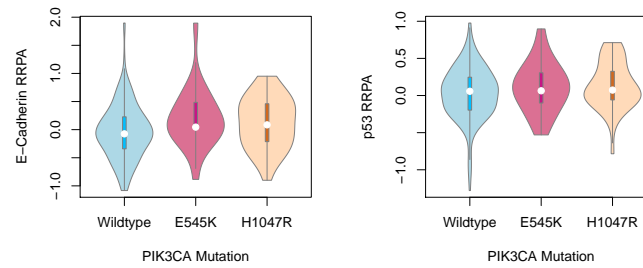 E−Cadherin RRPA
2.0
1.0
0.0
−1.0
Wildtype E545K H1047R
PIK3CA Mutation
p53 RRPA
1.0
0.5
0.0
−1.0
Wildtype E545K H1047R
PIK3CA Mutation